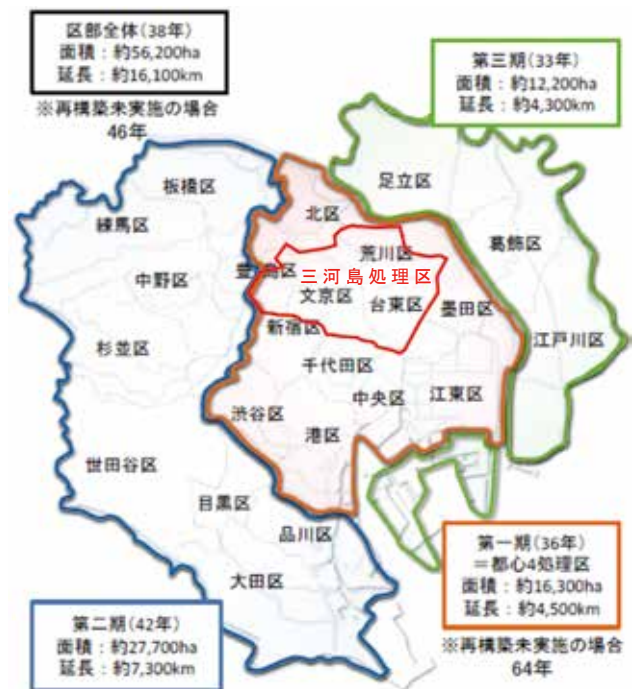 区部全体(38年)
面積：約56,200ha
延長：約16,100km
※再構築未実施の場合
46年
第三期(33年)
面積：約12,200ha
延長：約4,300km
板橋区
練馬区
中野区
杉並区
世田谷区
目黒区
品川区
大田区
北区
荒川区
豊島区
三河島処理区
文京区
台東区
新宿区
墨田区
千代田区
中央区
江東区
渋谷区
港区
足立区
葛飾区
江戸川区
第一期(36年)
＝都心4処理区
面積：約16,300ha
延長：約4,500km
※再構築未実施の場合
64年
第二期(42年)
面積：約27,700ha
延長：約7,300km